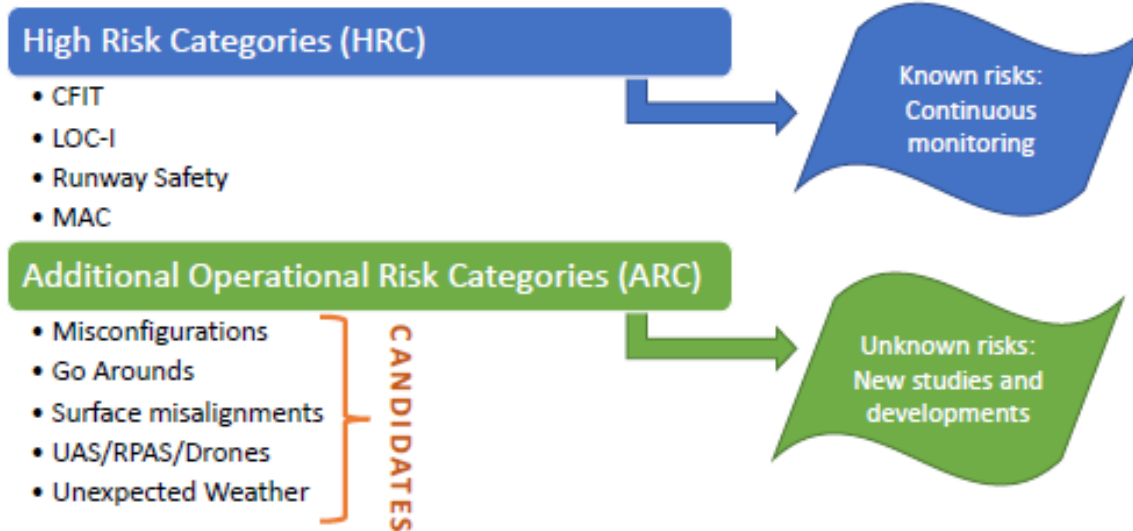 High Risk Categories (HRC)
• CFIT
• LOC-I
• Runway Safety
• MAC
Known risks:
Continuous
monitoring
Additional Operational Risk Categories (ARC)
• Misconfigurations
• Go Arounds
• Surface misalignments
• UAS/RPAS/Drones
• Unexpected Weather
CANDIDATES
Unknown risks:
New studies and
developments